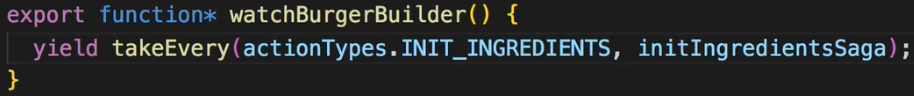 export function* watchBurgerBuilder() {
  yield takeEvery(actionTypes.INIT_INGREDIENTS, initIngredientsSaga);
}